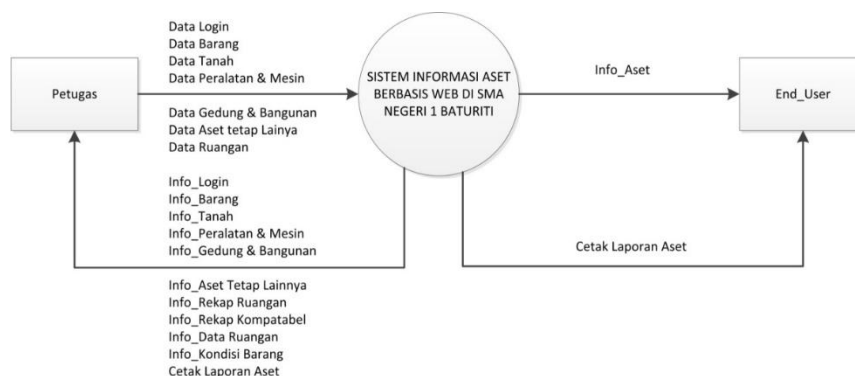 Petugas
Data Login
Data Barang
Data Tanah
Data Peralatan & Mesin
Data Gedung & Bangunan
Data Aset tetap Lainya
Data Ruangan
Info_Login
Info_Barang
Info_Tanah
Info_Peralatan & Mesin
Info_Gedung & Bangunan
Info_Aset Tetap Lainnya
Info_Rekap Ruangan
Info_Rekap Kompatabel
Info_Data Ruangan
Info_Kondisi Barang
Cetak Laporan Aset
SISTEM INFORMASI ASET
BERBASIS WEB DI SMA
NEGERI 1 BATURITI
Info_Aset
End_User
Cetak Laporan Aset